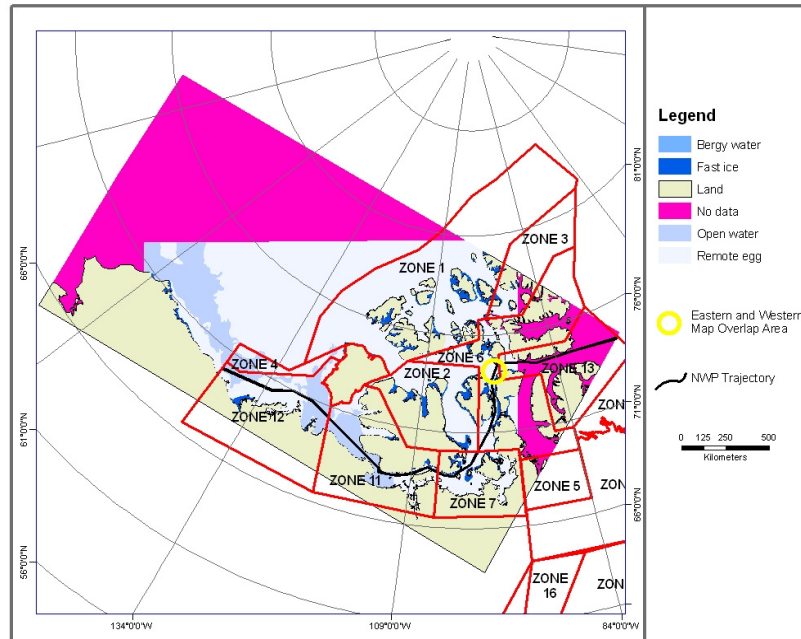 81°0'0"N
76°0'0"N
71°0'0"N
66°0'0"N
66°0'0"N
61°0'0"N
56°0'0"N
134°0'0"W
109°0'0"W
84°0'0"W
ZONE 3
ZONE 1
ZONE 6
ZONE 4
ZONE 2
ZONE 13
ZON
ZONE 12
ZONE 11
ZONE 7
ZONE 5
ZON
ZONE
16
ZON
Legend
Bergy water
Fast ice
Land
No data
Open water
Remote egg
Eastern and Western
Map Overlap Area
NWP Trajectory
0 125 250 500
Kilometers